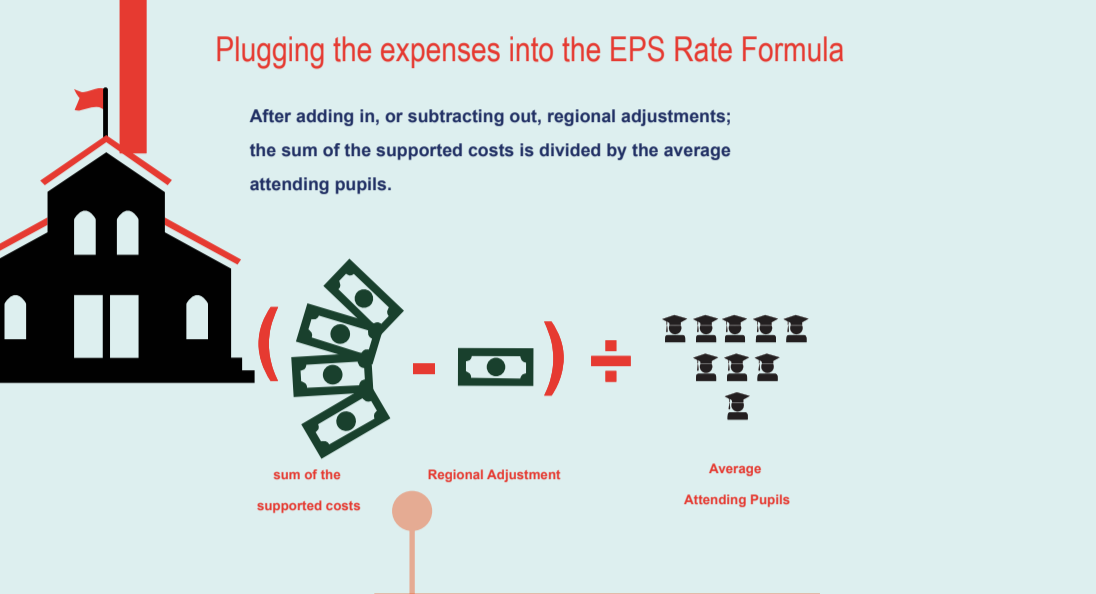 Plugging the expenses into the EPS Rate Formula
After adding in, or subtracting out, regional adjustments;
the sum of the supported costs is divided by the average
attending pupils.
( - ) ÷
sum of the
supported costs
Regional Adjustment
Average
Attending Pupils